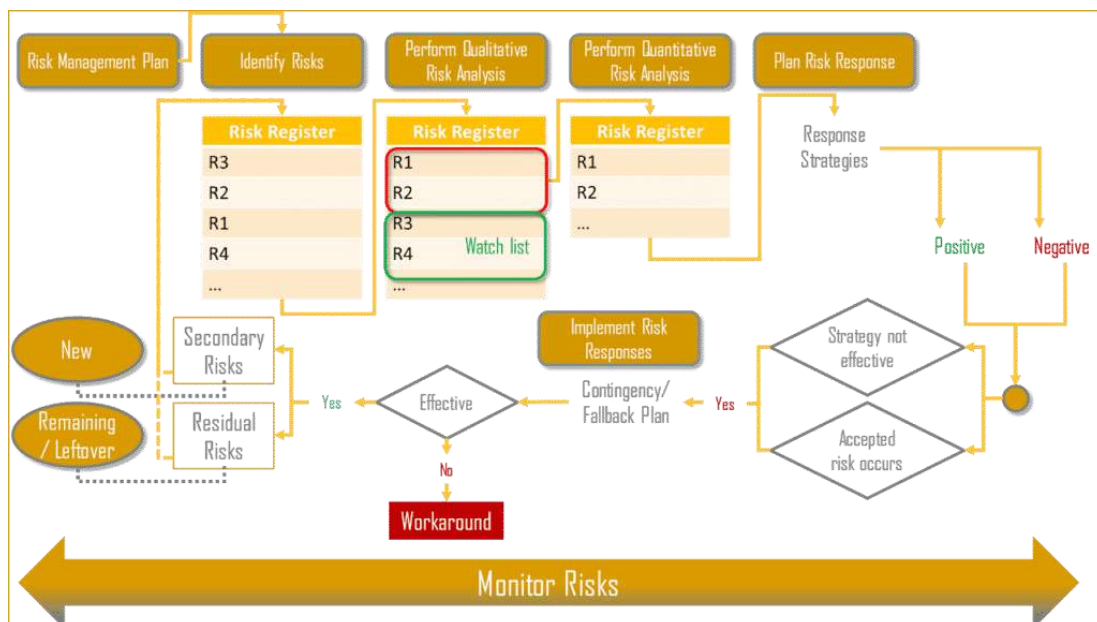 Risk Management Plan
Identify Risks
Perform Qualitative
Risk Analysis
Perform Quantitative
Risk Analysis
Plan Risk Response
Risk Register
R3
R2
R1
R4
...
Risk Register
R1
R2
R3
R4
Watch list
...
Risk Register
R1
R2
...
Response
Strategies
Positive
Negative
New
Remaining
/ Leftover
Secondary
Risks
Residual
Risks
Yes
Effective
No
Workaround
Implement Risk
Responses
Contingency/
Fallback Plan
Yes
Strategy not
effective
Accepted
risk occurs
Monitor Risks